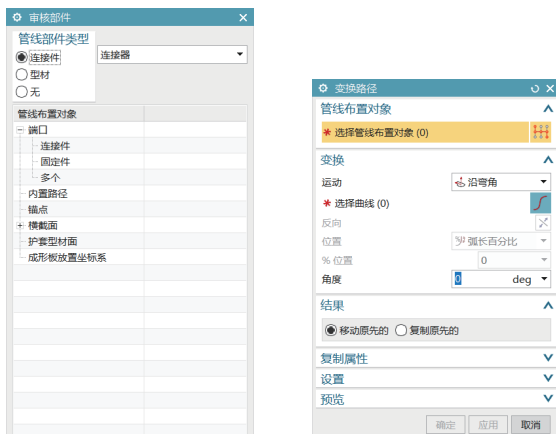 审核部件
管线部件类型
连接件
连接器
型材
无
管线布置对象
端口
连接件
固定件
多个
内置路径
锚点
横截面
护套型材面
成形板放置坐标系
变换路径
管线布置对象
* 选择管线布置对象 (0)
变换
运动
沿弯角
* 选择曲线 (0)
反向
位置
弧长百分比
% 位置
0
角度
0 deg
结果
移动原先的 复制原先的
复制属性
设置
预览
确定 应用 取消